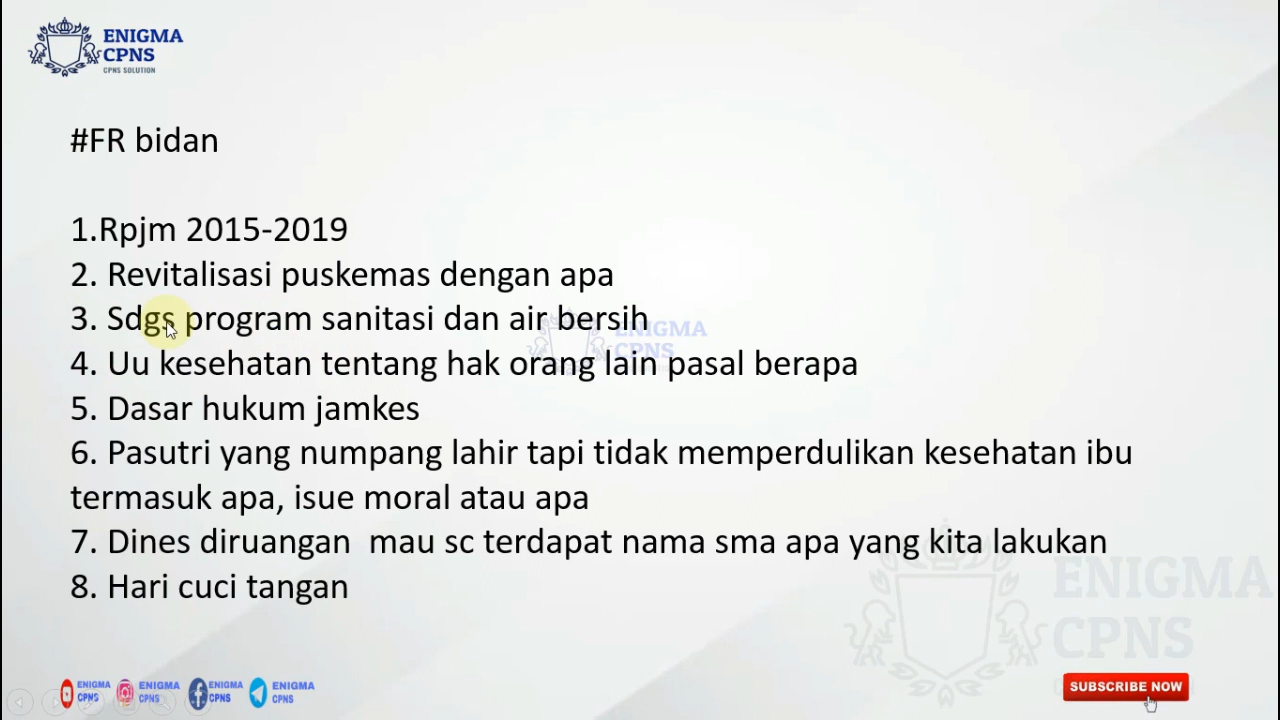 ENIGMA
CPNS
CPNS SOLUTION
#FR bidan
1.Rpjm 2015-2019
2. Revitalisasi puskemas dengan apa
3. Sdgs program sanitasi dan air bersih
ENIGMA
CPNS
4. Uu kesehatan tentang hak orang lain pasal berapa
5. Dasar hukum jamkes
6. Pasutri yang numpang lahir tapi tidak memperdulikan kesehatan ibu
termasuk apa, isue moral atau apa
7. Dines diruangan  mau sc terdapat nama sma apa yang kita lakukan
8. Hari cuci tangan
ENIGMA
CPNS
ENIGMA CPNS
ENIGMA CPNS
ENIGMA CPNS
ENIGMA CPNS
SUBSCRIBE NOW